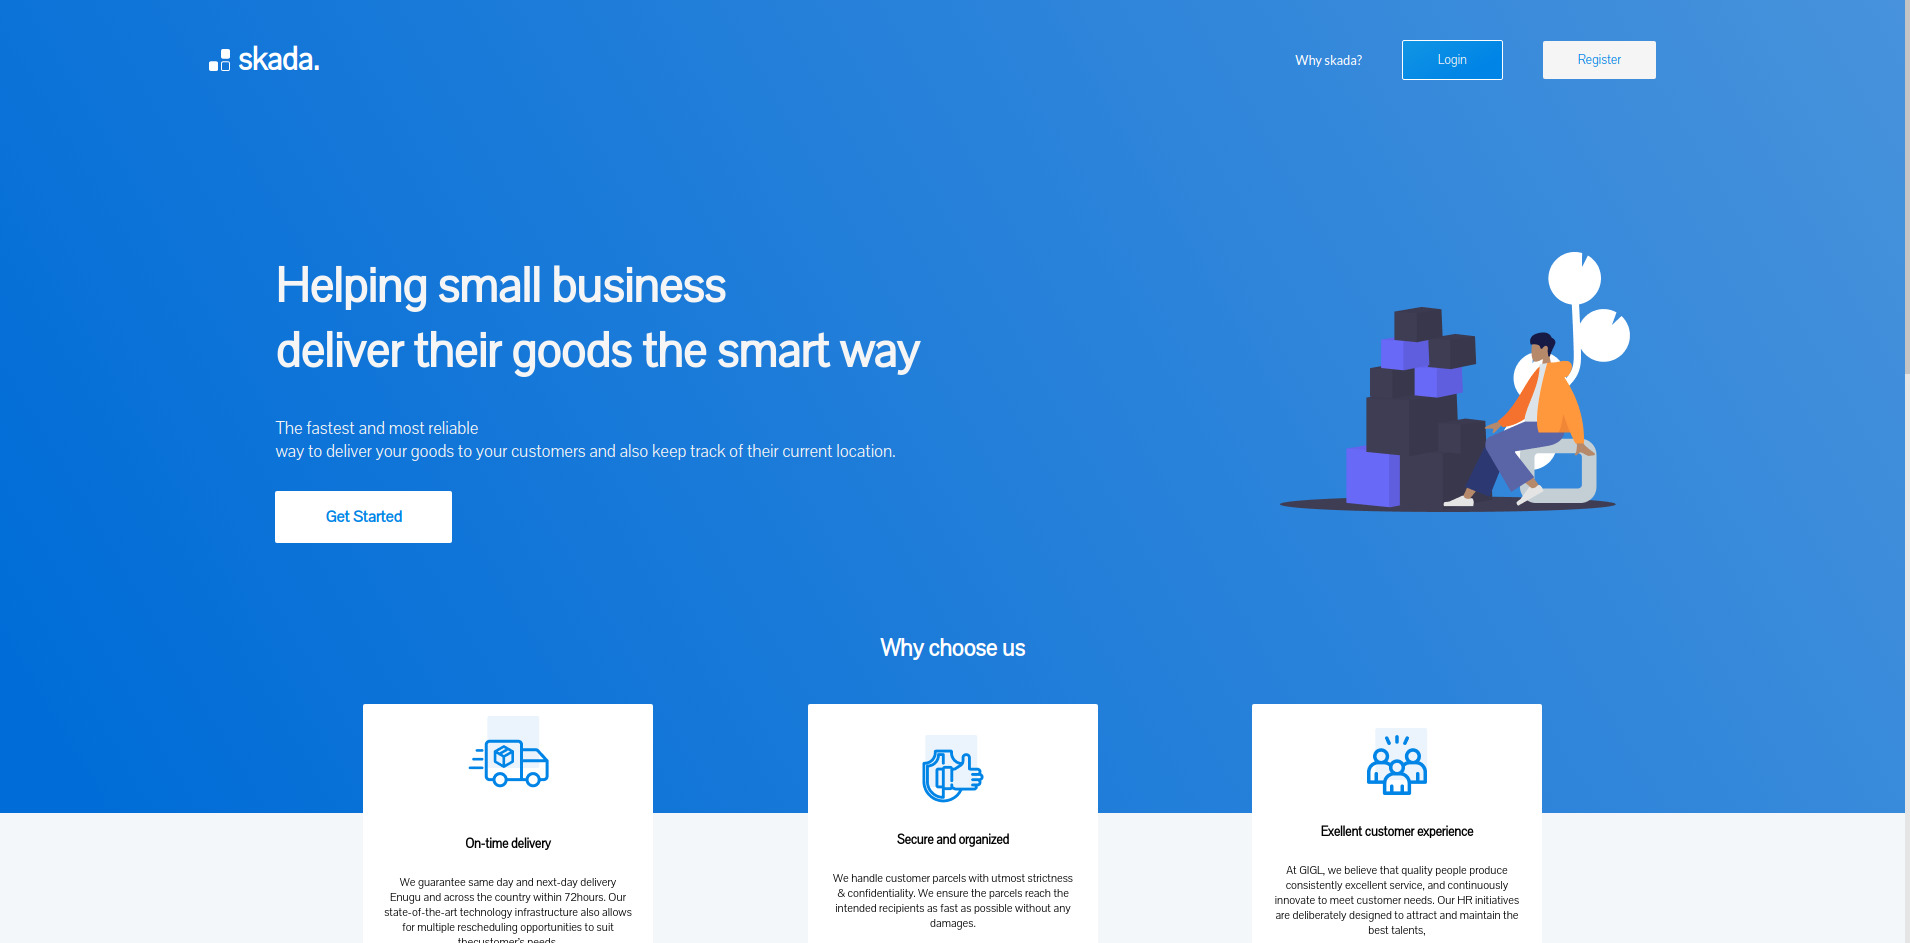 skada.
Why skada?
Login
Register
Helping small business
deliver their goods the smart way
The fastest and most reliable
way to deliver your goods to your customers and also keep track of their current location.
Get Started
Why choose us
On-time delivery
We guarantee same day and next-day delivery
Enugu and across the country within 72hours. Our
state-of-the-art technology infrastructure also allows
for multiple rescheduling opportunities to suit
thecustomer's needs
Secure and organized
We handle customer parcels with utmost strictness
& confidentiality. We ensure the parcels reach the
intended recipients as fast as possible without any
damages.
Exellent customer experience
At GIGL, we believe that quality people produce
consistently excellent service, and continuously
innovate to meet customer needs. Our HR initiatives
are deliberately designed to attract and maintain the
best talents,